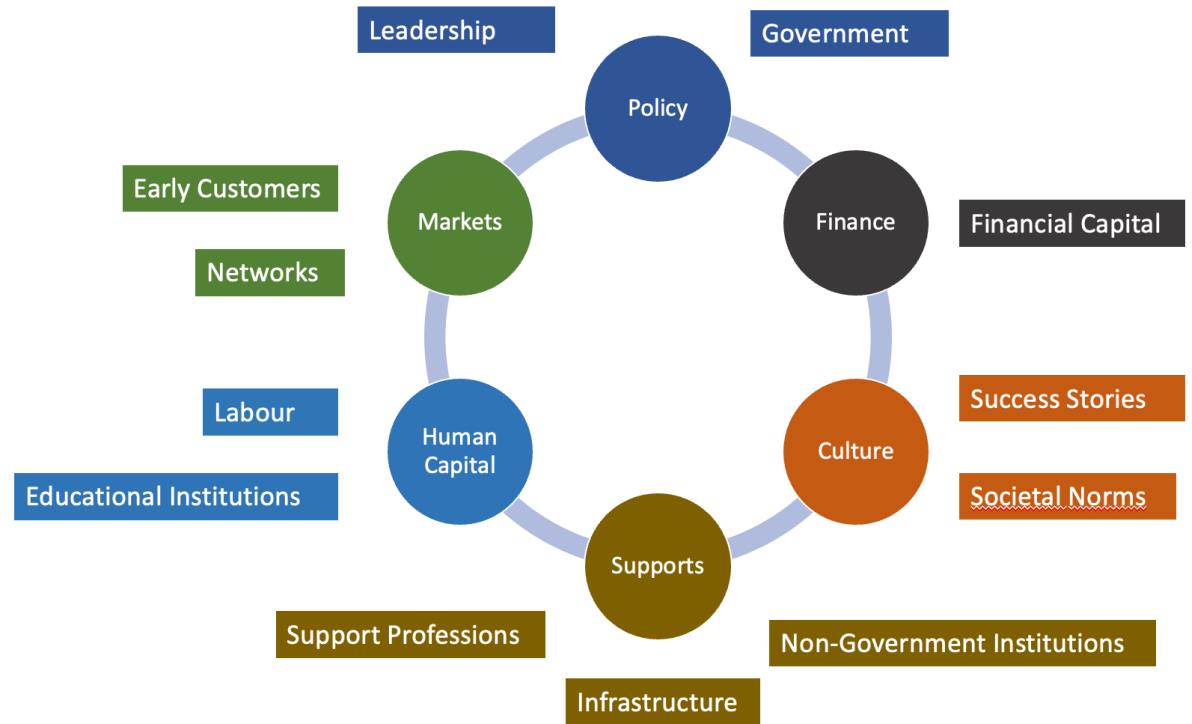 Leadership
Government
Policy
Early Customers
Markets
Finance
Financial Capital
Networks
Labour
Success Stories
Human
Capital
Culture
Educational Institutions
Societal Norms
Supports
Support Professions
Non-Government Institutions
Infrastructure